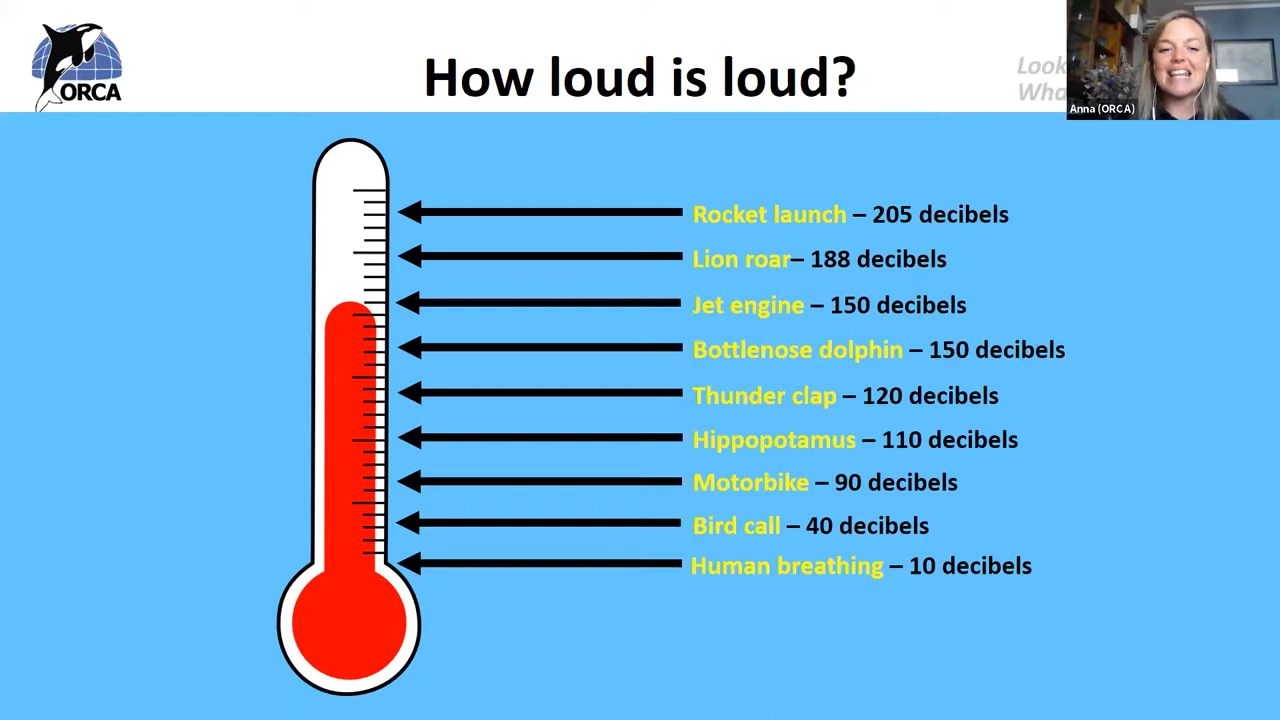 ORCA
How loud is loud?
Look
Anna (ORCA)
Rocket launch – 205 decibels
Lion roar– 188 decibels
Jet engine – 150 decibels
Bottlenose dolphin – 150 decibels
Thunder clap – 120 decibels
Hippopotamus – 110 decibels
Motorbike – 90 decibels
Bird call – 40 decibels
Human breathing – 10 decibels